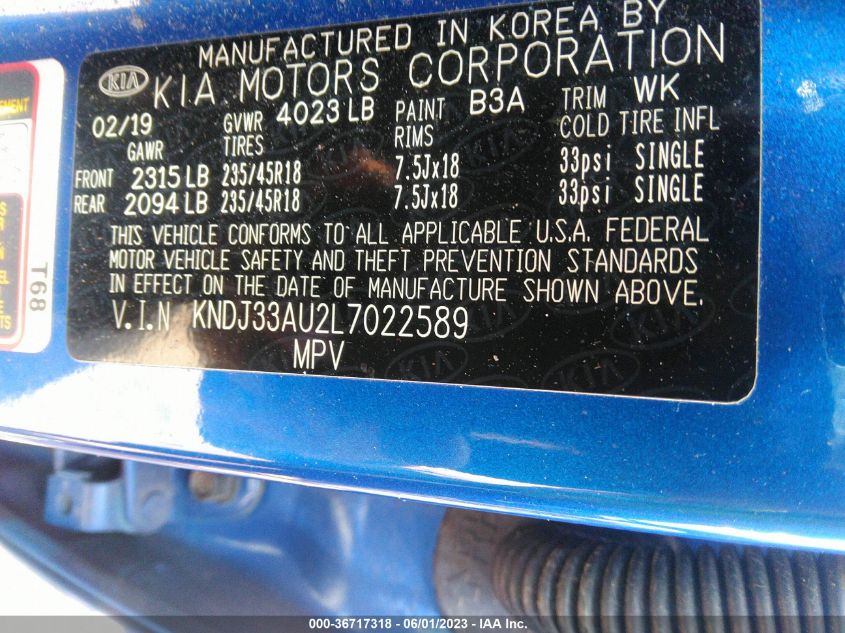 MANUFACTURED IN KOREA BY
KIA KIA MOTORS CORPORATION
02/19 GVWR 4023 LB PAINT B3A TRIM WK
GAWR TIRES RIMS COLD TIRE INFL
FRONT 2315 LB 235/45R18 7.5Jx18 33psi SINGLE
REAR 2094 LB 235/45R18 7.5Jx18 33psi SINGLE
THIS VEHICLE CONFORMS TO ALL APPLICABLE U.S.A. FEDERAL
MOTOR VEHICLE SAFETY AND THEFT PREVENTION STANDARDS
IN EFFECT ON THE DATE OF MANUFACTURE SHOWN ABOVE.
V.I.N KNDJ33AU2L7022589
MPV
T68
000-36717318 - 06/01/2023 - IAA Inc.